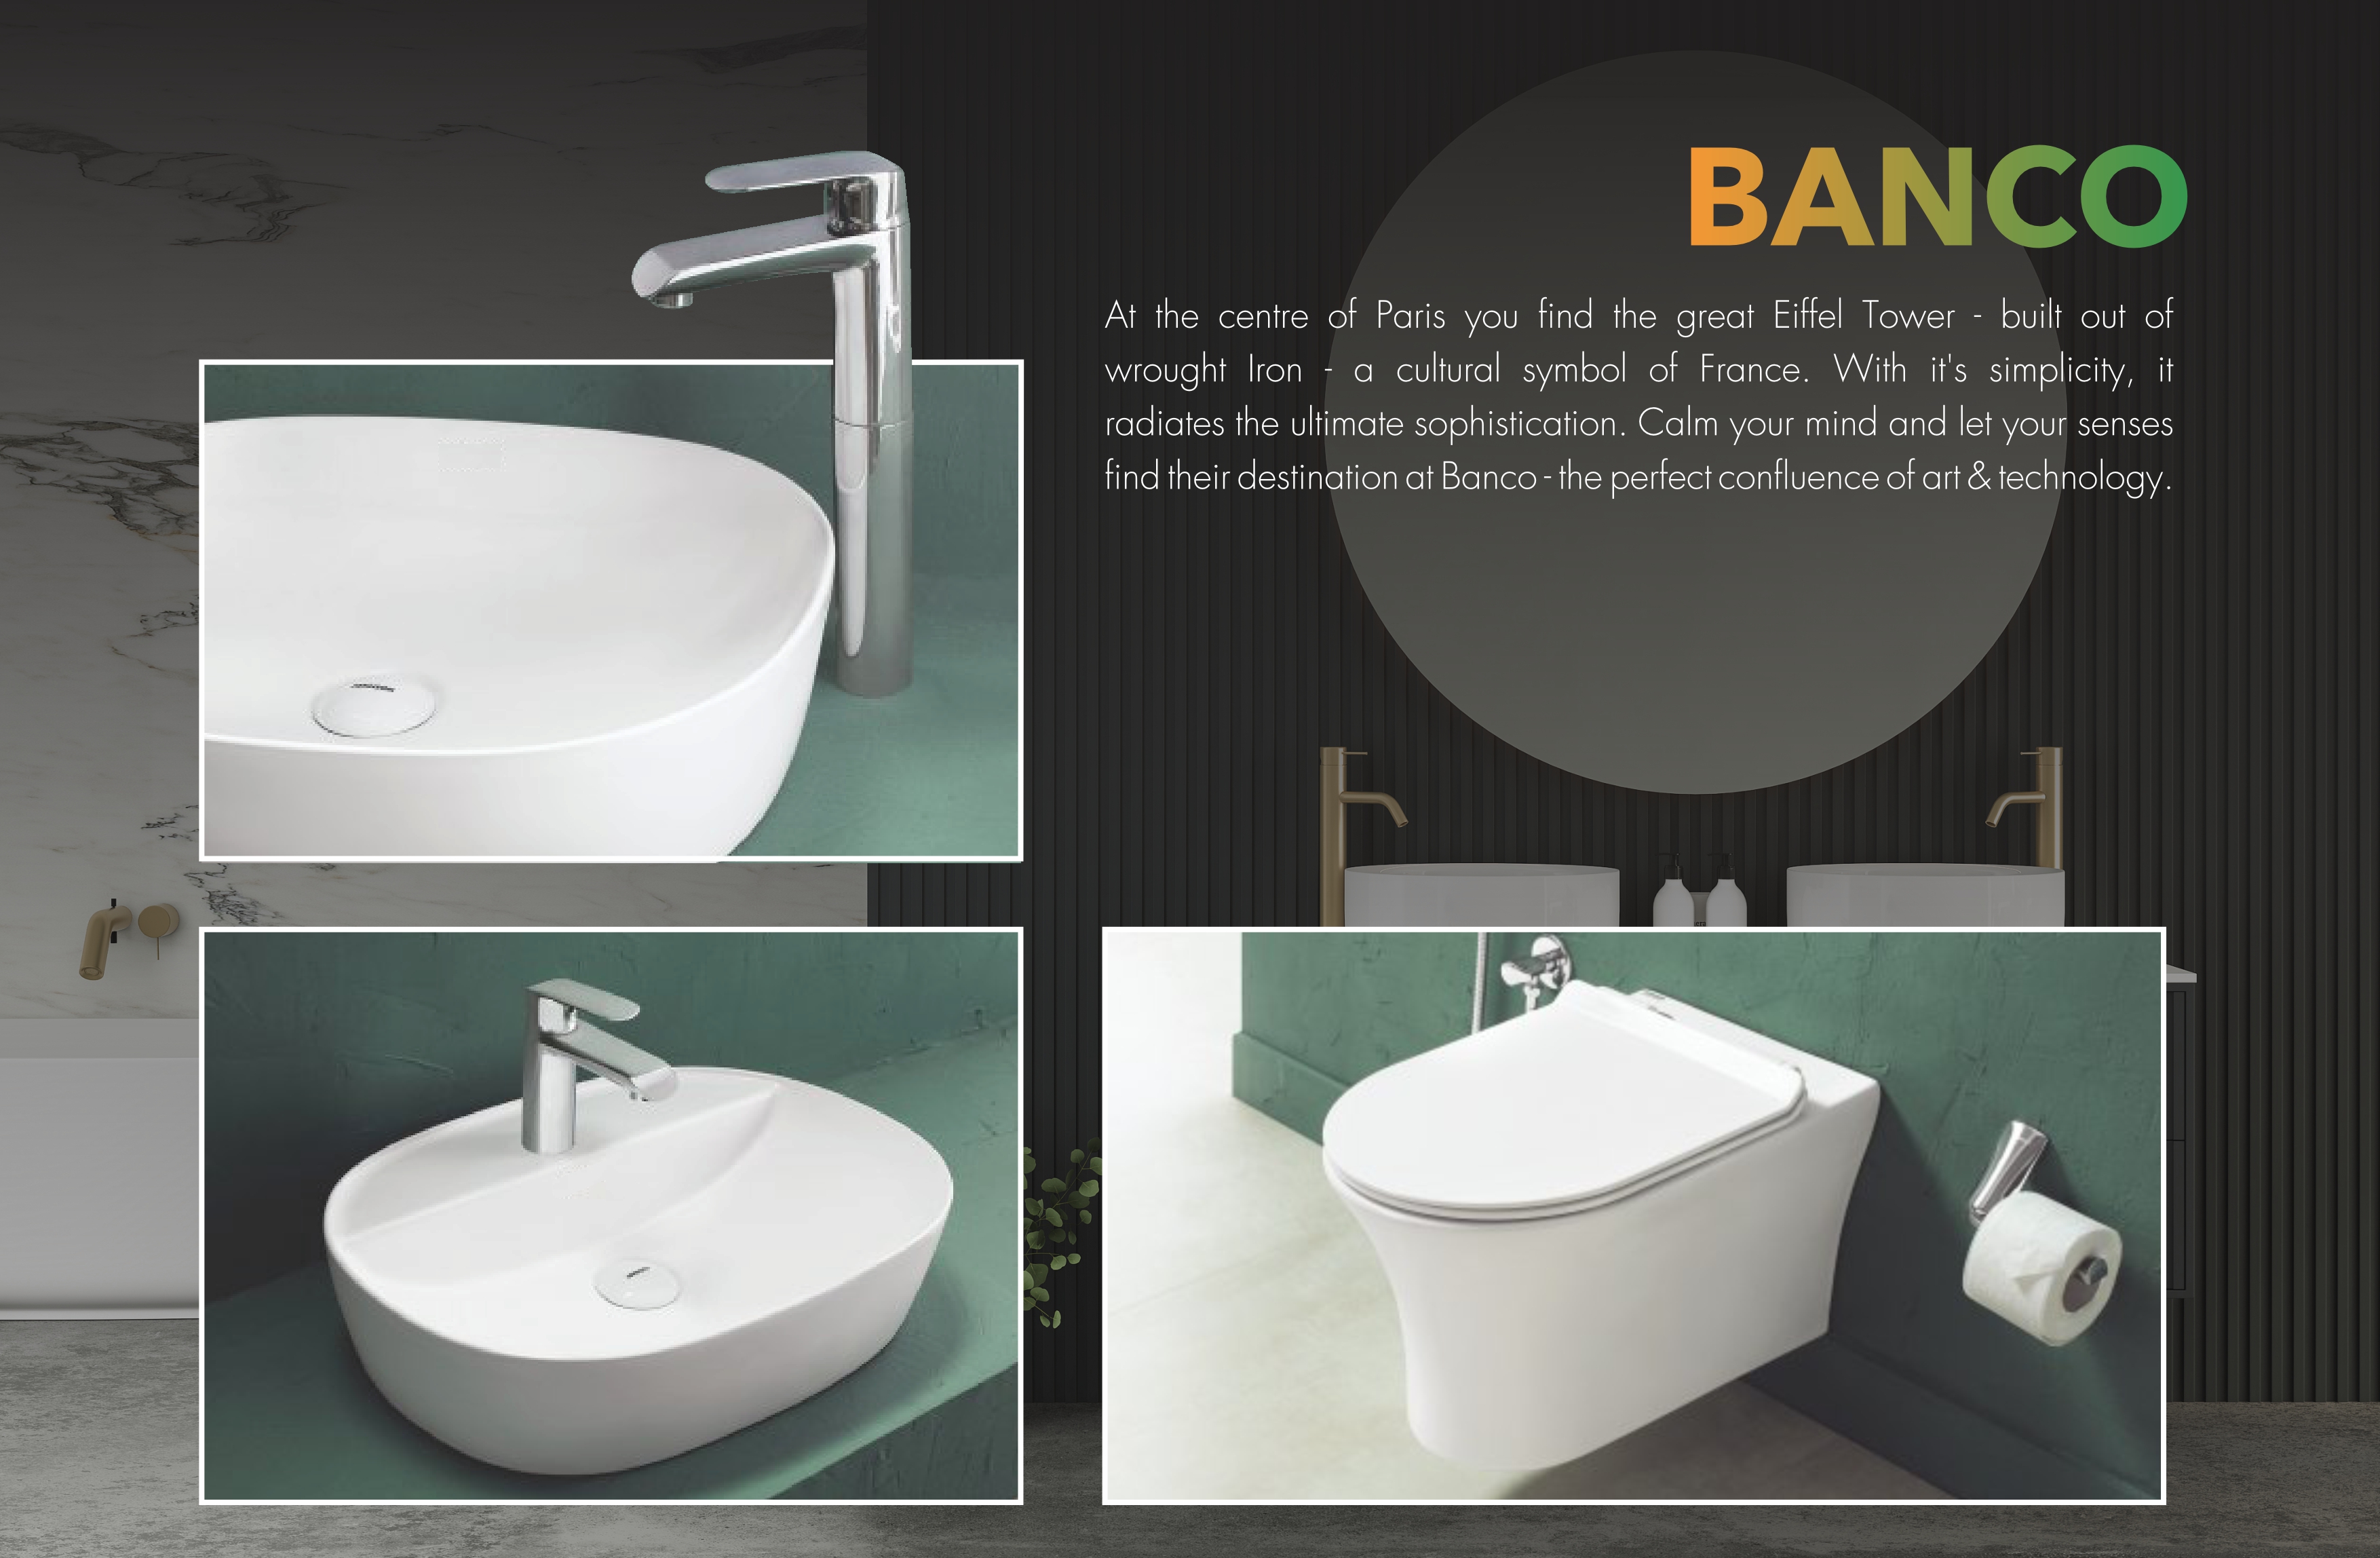 BANCO
At the centre of Paris you find the great Eiffel Tower - built out of
wrought Iron - a cultural symbol of France. With it's simplicity, it
radiates the ultimate sophistication. Calm your mind and let your senses
find their destination at Banco - the perfect confluence of art & technology.